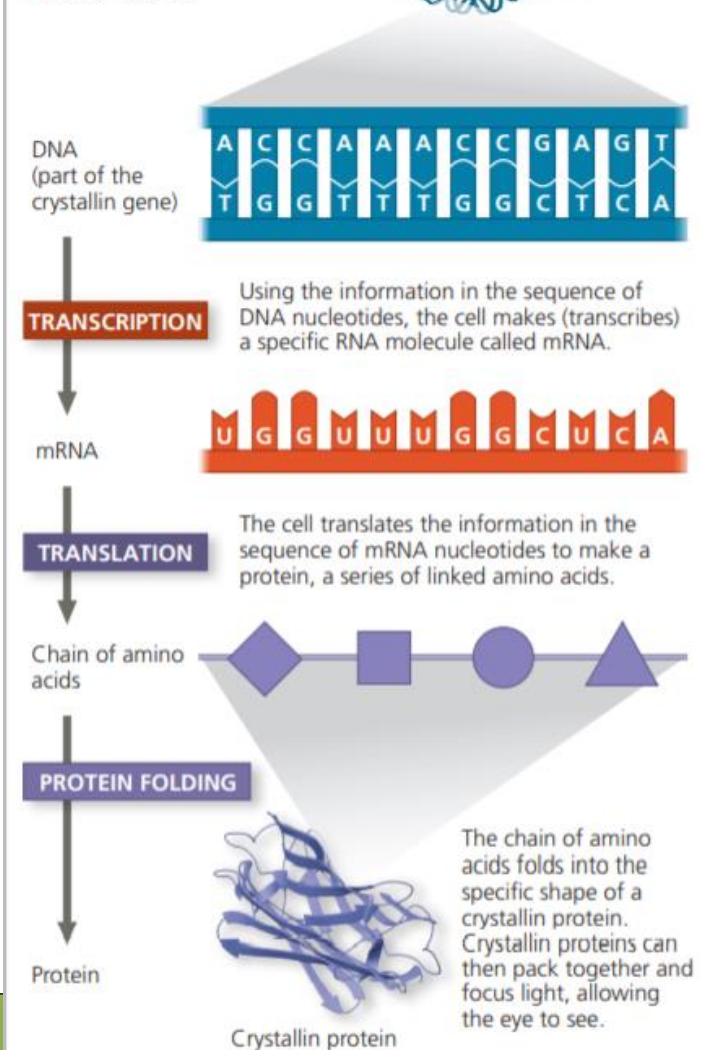 DNA
(part of the
crystallin gene)
A C C A A A C C G A G T
T G G T T T G G C T C A
TRANSCRIPTION
Using the information in the sequence of
DNA nucleotides, the cell makes (transcribes)
a specific RNA molecule called mRNA.
mRNA
U G G U U U G G C U C A
TRANSLATION
The cell translates the information in the
sequence of mRNA nucleotides to make a
protein, a series of linked amino acids.
Chain of amino
acids
PROTEIN FOLDING
The chain of amino
acids folds into the
specific shape of a
crystallin protein.
Crystallin proteins can
then pack together and
focus light, allowing
the eye to see.
Protein
Crystallin protein